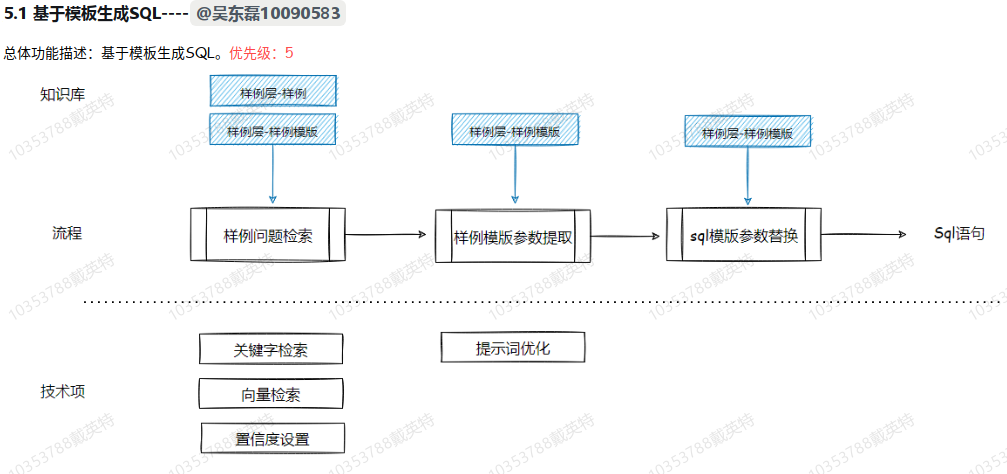 5.1 基于模板生成SQL---- @吴东磊10090583
总体功能描述：基于模板生成SQL。优先级：5
知识库
样例层-样例
样例层-样例模版
样例层-样例模版
样例层-样例模版
流程
样例问题检索
样例模版参数提取
sql模版参数替换
Sql语句
技术项
关键字检索
提示词优化
向量检索
置信度设置
10353788戴英特